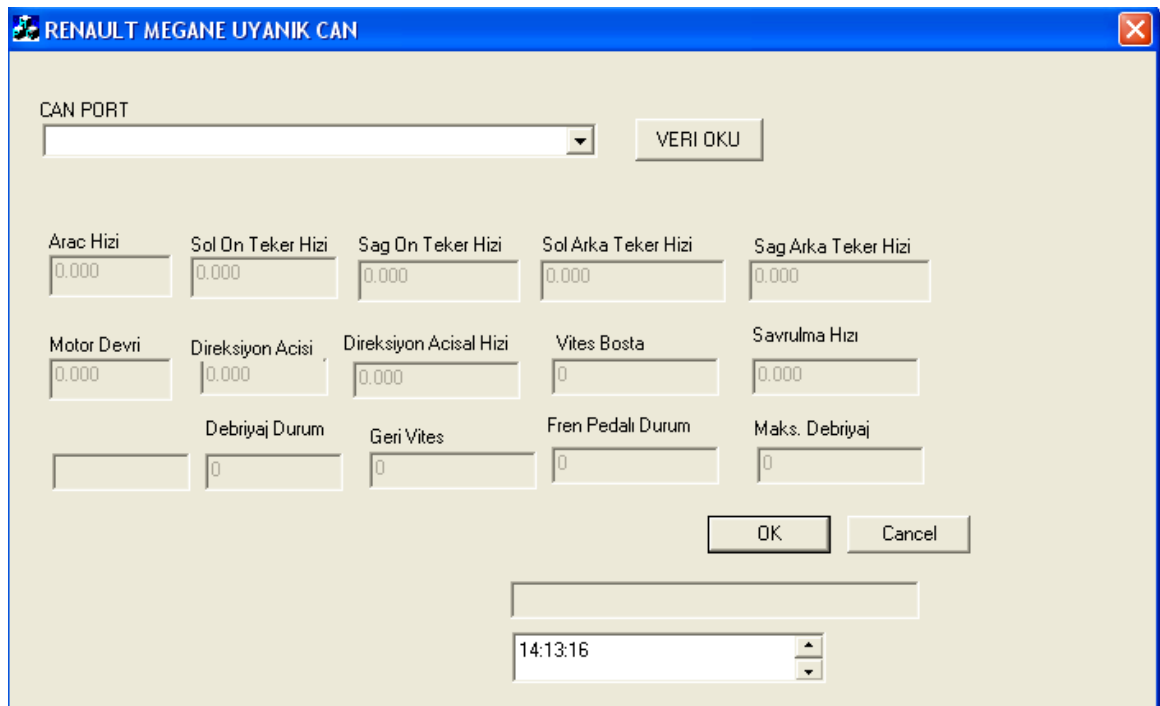 RENAULT MEGANE UYANIK CAN
CAN PORT
VERI OKU
Arac Hizi Sol On Teker Hizi Sag On Teker Hizi Sol Arka Teker Hizi Sag Arka Teker Hizi
0.000 0.000 0.000 0.000 0.000
Motor Devri Direksiyon Acisi Direksiyon Acisal Hizi Vites Bosta Savrulma Hızı
0.000 0.000 0.000 0 0.000
Debriyaj Durum Geri Vites Fren Pedalı Durum Maks. Debriyaj
0 0 0 0
OK Cancel
14:13:16